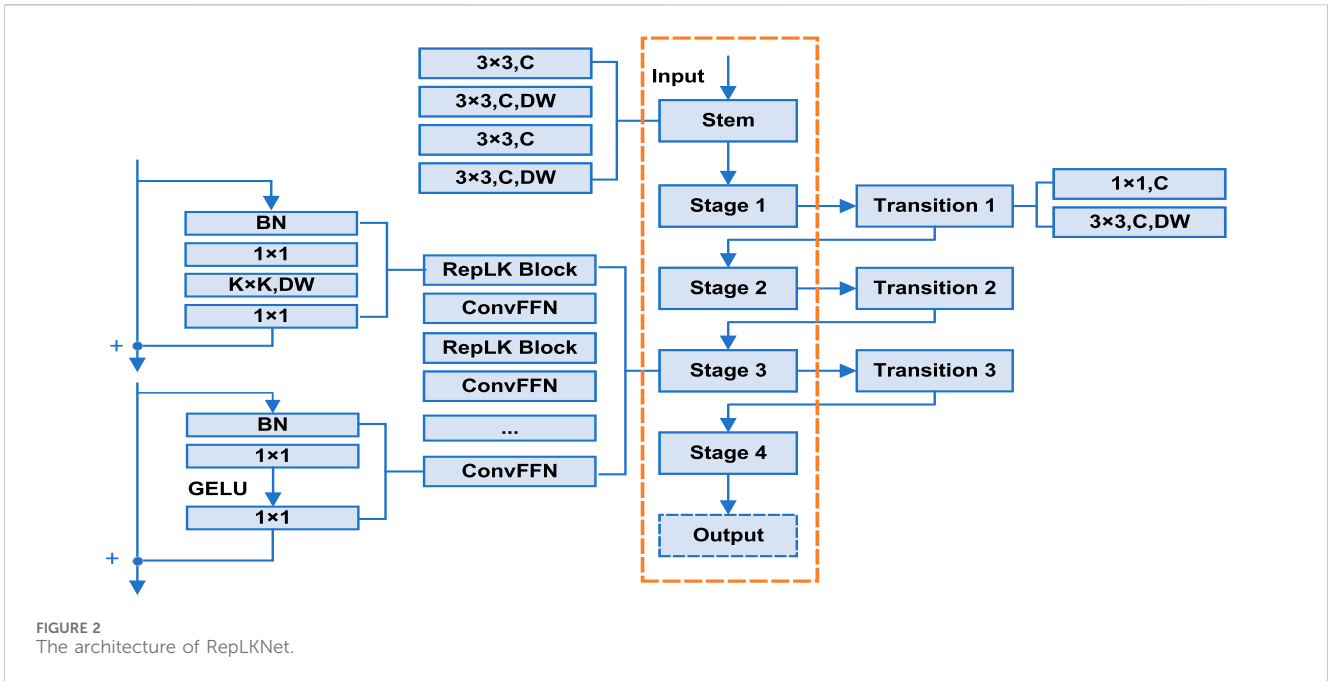 3×3,C
3×3,C,DW
3×3,C
3×3,C,DW
Input
Stem
Stage 1
Transition 1
1×1,C
3×3,C,DW
Stage 2
Transition 2
Stage 3
Transition 3
Stage 4
Output
RepLK Block
ConvFFN
RepLK Block
ConvFFN
...
ConvFFN
BN
1×1
K×K,DW
1×1
+
BN
1×1
GELU
1×1
+
FIGURE 2
The architecture of RepLKNet.